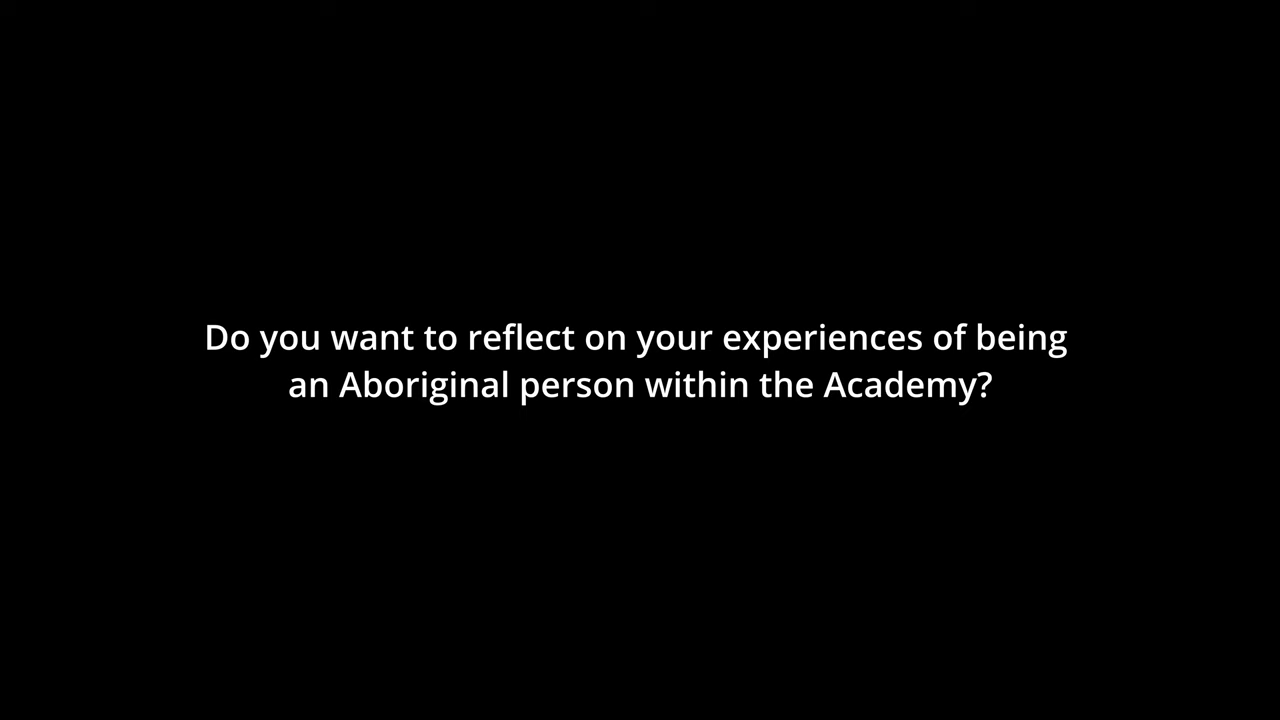 Do you want to reflect on your experiences of being
an Aboriginal person within the Academy?